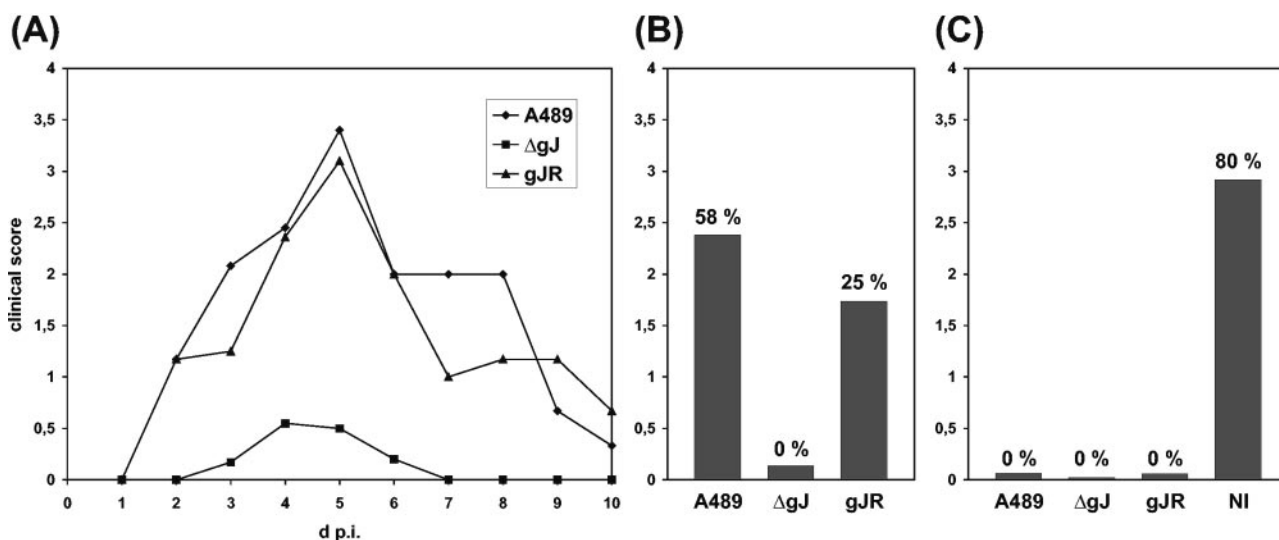 (A)
(B)
(C)
clinical score
4
3,5
3
2,5
2
1,5
1
0,5
0
0 1 2 3 4 5 6 7 8 9 10
d p.i.
A489
ΔgJ
gJR
4
3,5
3
2,5
2
1,5
1
0,5
0
58 %
0 %
25 %
A489 ΔgJ gJR
4
3,5
3
2,5
2
1,5
1
0,5
0
0 % 0 % 0 %
80 %
A489 ΔgJ gJR NI